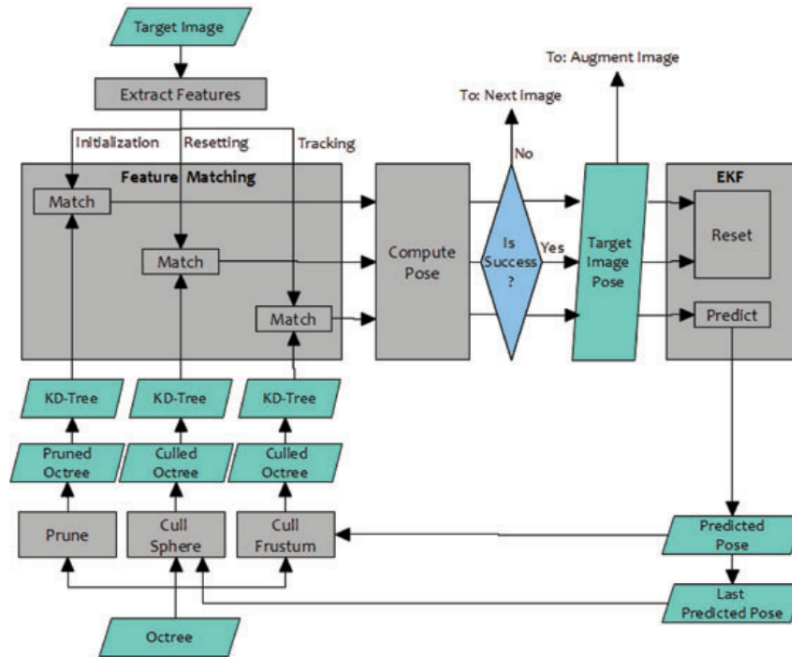 Target Image
To: Augment Image
Extract Features
To: Next image
Initialization
Resetting
Tracking
No
Feature Matching
EKF
Match
Match
Match
Compute
Pose
Is
Success
?
Yes
Target
Image
Pose
Reset
Predict
KD-Tree
KD-Tree
KD-Tree
Pruned
Octree
Culled
Octree
Culled
Octree
Prune
Cull
Sphere
Cull
Frustum
Predicted
Pose
Last
Predicted Pose
Octree